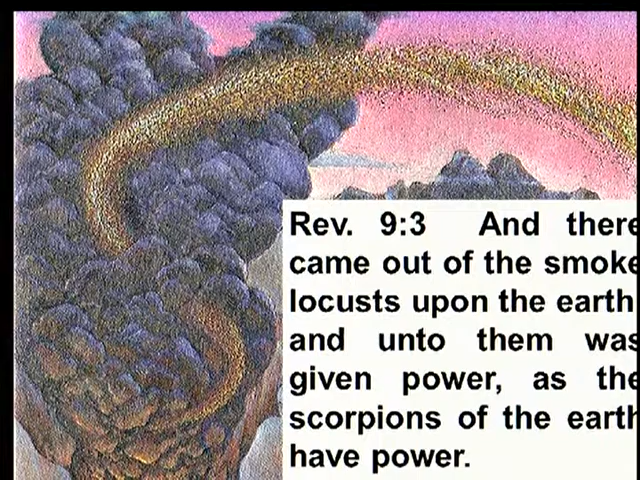 Rev. 9:3 And there
came out of the smoke
locusts upon the earth
and unto them was
given power, as the
scorpions of the earth
have power.